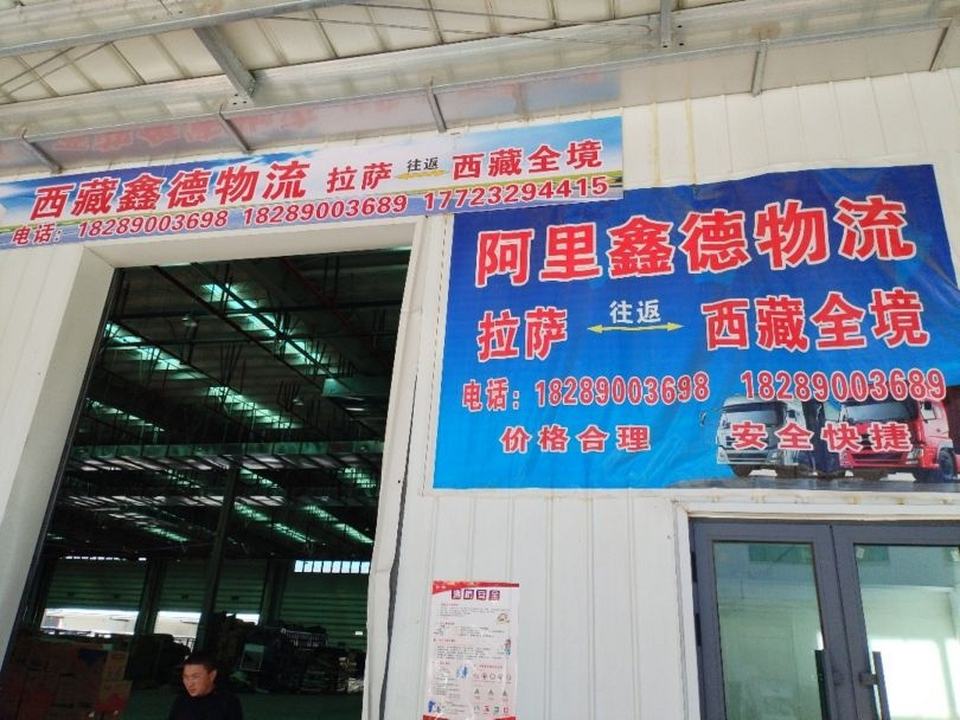 西藏鑫德物流 拉萨 往返 西藏全境
电话：18289003698 18289003689 17723294415
阿里鑫德物流
拉萨 往返 西藏全境
电话：18289003698 18289003689
价格合理 安全快捷